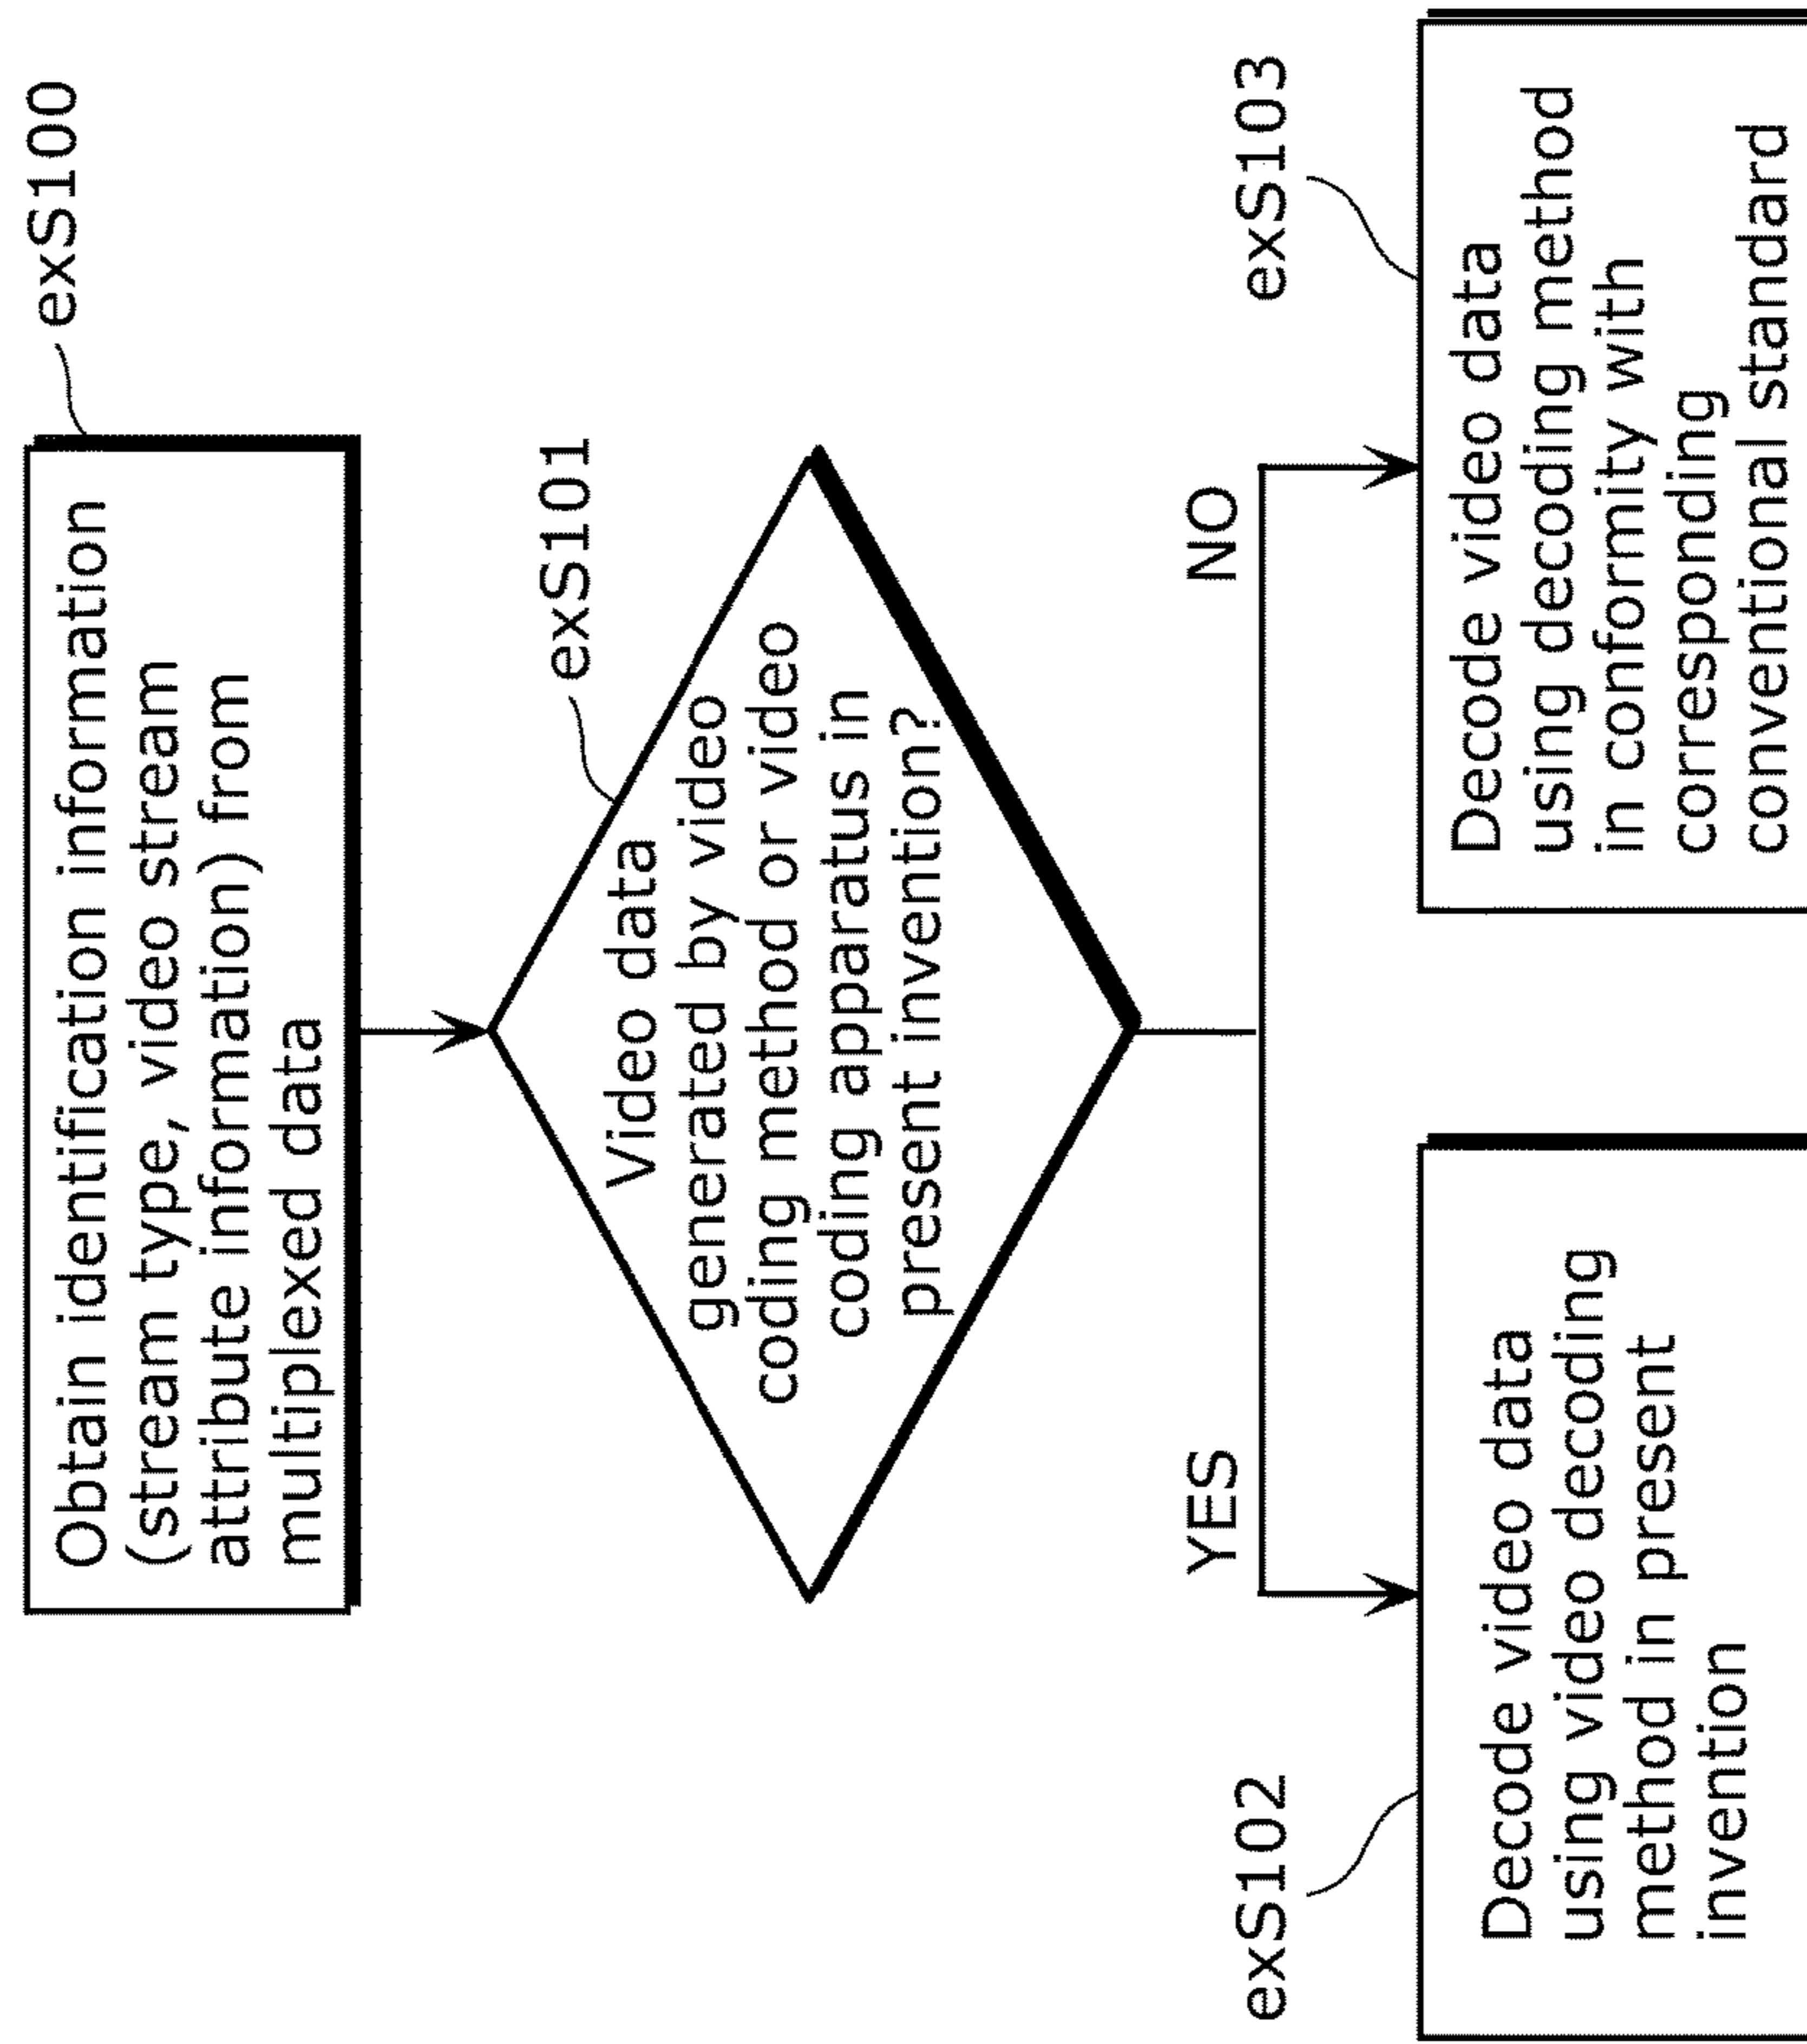 exS100
Obtain identification information
(stream type, video stream
attribute information) from
multiplexed data
exS101
Video data
generated by video
coding method or video
coding apparatus in
present invention?
YES
NO
exS102
Decode video data
using video decoding
method in present
invention
exS103
Decode video data
using decoding method
in conformity with
corresponding
conventional standard